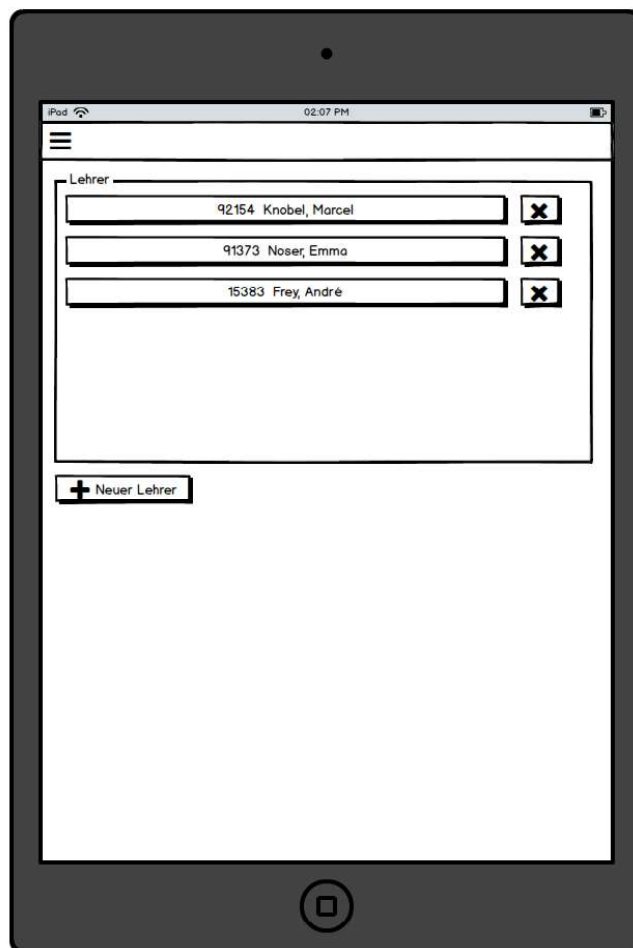 iPod 02:07 PM
Lehrer
92154 Knobel, Marcel
91373 Noser, Emma
15383 Frey, André
Neuer Lehrer